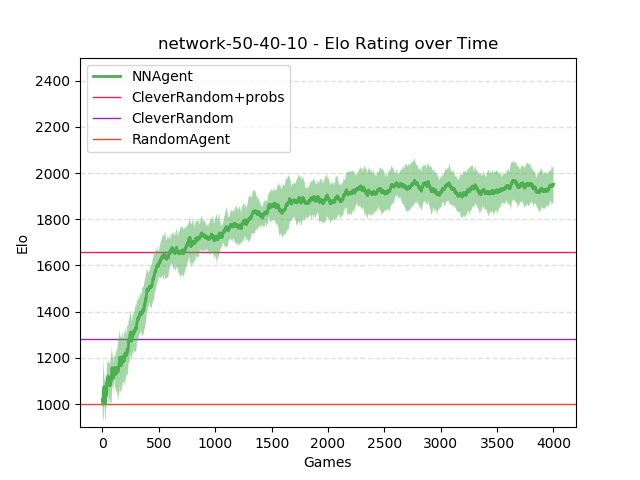 network-50-40-10 - Elo Rating over Time
NNAgent
CleverRandom+probs
CleverRandom
RandomAgent
Elo
2400
2200
2000
1800
1600
1400
1200
1000
0 500 1000 1500 2000 2500 3000 3500 4000
Games